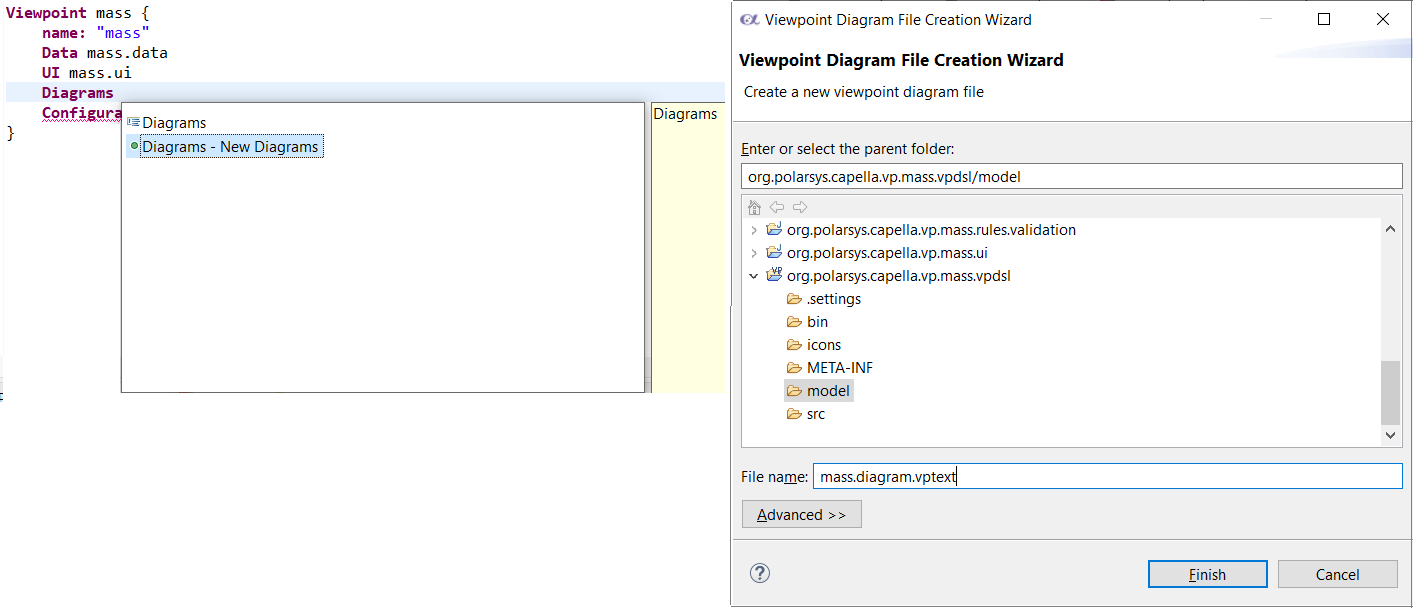 Viewpoint mass {
name: "mass"
Data mass.data
UI mass.ui
Diagrams
Configura
}
Diagrams
Diagrams - New Diagrams
Diagrams
Viewpoint Diagram File Creation Wizard
Viewpoint Diagram File Creation Wizard
Create a new viewpoint diagram file
Enter or select the parent folder:
org.polarsys.capella.vp.mass.vpdsl/model
org.polarsys.capella.vp.mass.rules.validation
org.polarsys.capella.vp.mass.ui
org.polarsys.capella.vp.mass.vpdsl
.settings
bin
icons
META-INF
model
src
File name: mass.diagram.vptext
Advanced >>
Finish Cancel